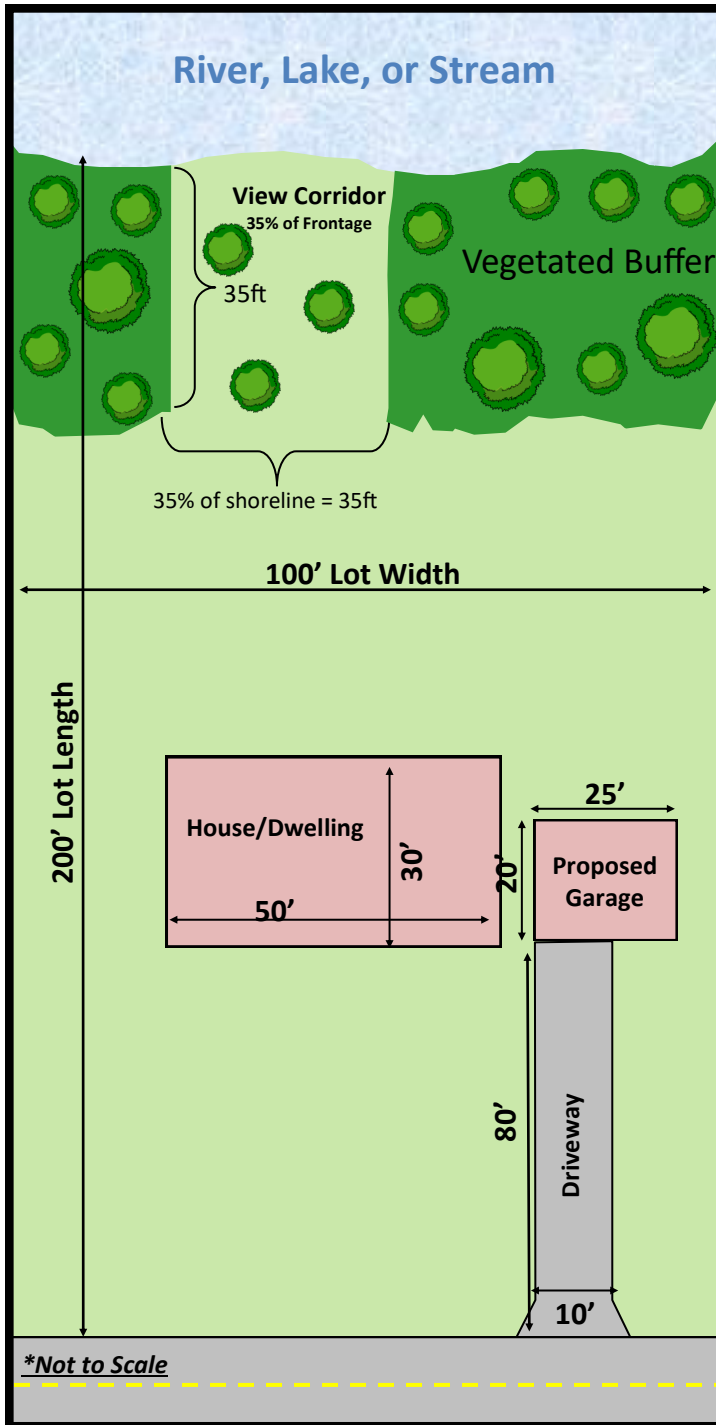 River, Lake, or Stream
View Corridor
35% of Frontage
Vegetated Buffer
35ft
35% of shoreline = 35ft
100’ Lot Width
200’ Lot Length
25’
House/Dwelling
30’
20’
Proposed
Garage
50’
80’
Driveway
10’
*Not to Scale